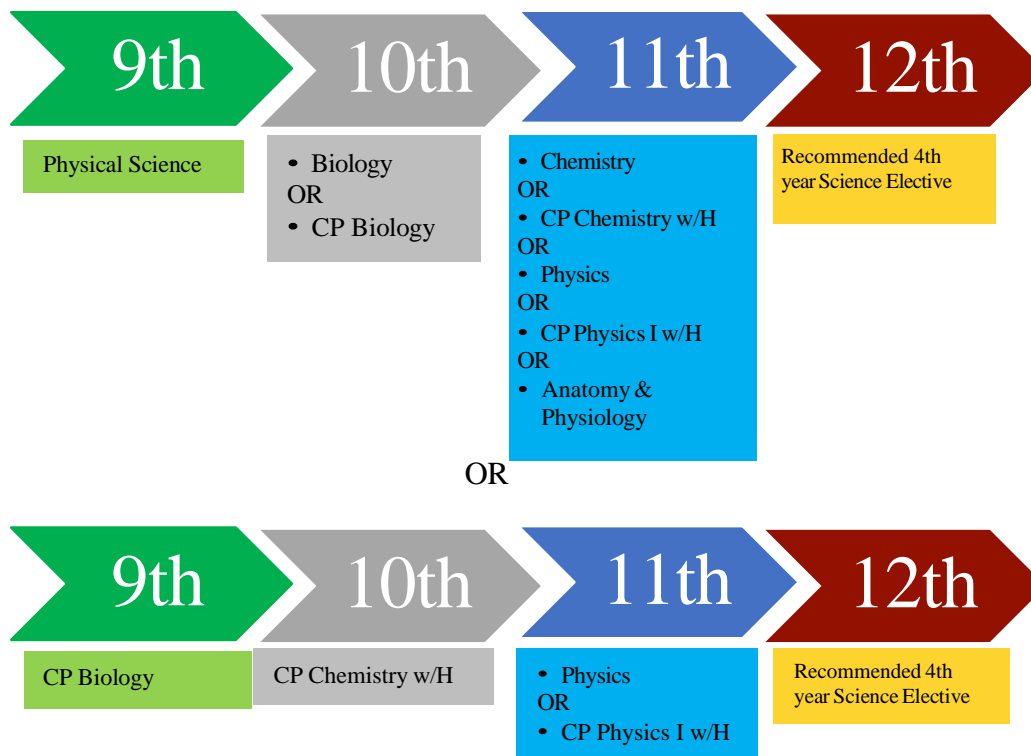 9th
10th
11th
12th
Physical Science
• Biology
OR
• CP Biology
• Chemistry
OR
• CP Chemistry w/H
OR
• Physics
OR
• CP Physics I w/H
OR
• Anatomy &
Physiology
Recommended 4th
year Science Elective
OR
9th
10th
11th
12th
CP Biology
CP Chemistry w/H
• Physics
OR
• CP Physics I w/H
Recommended 4th
year Science Elective